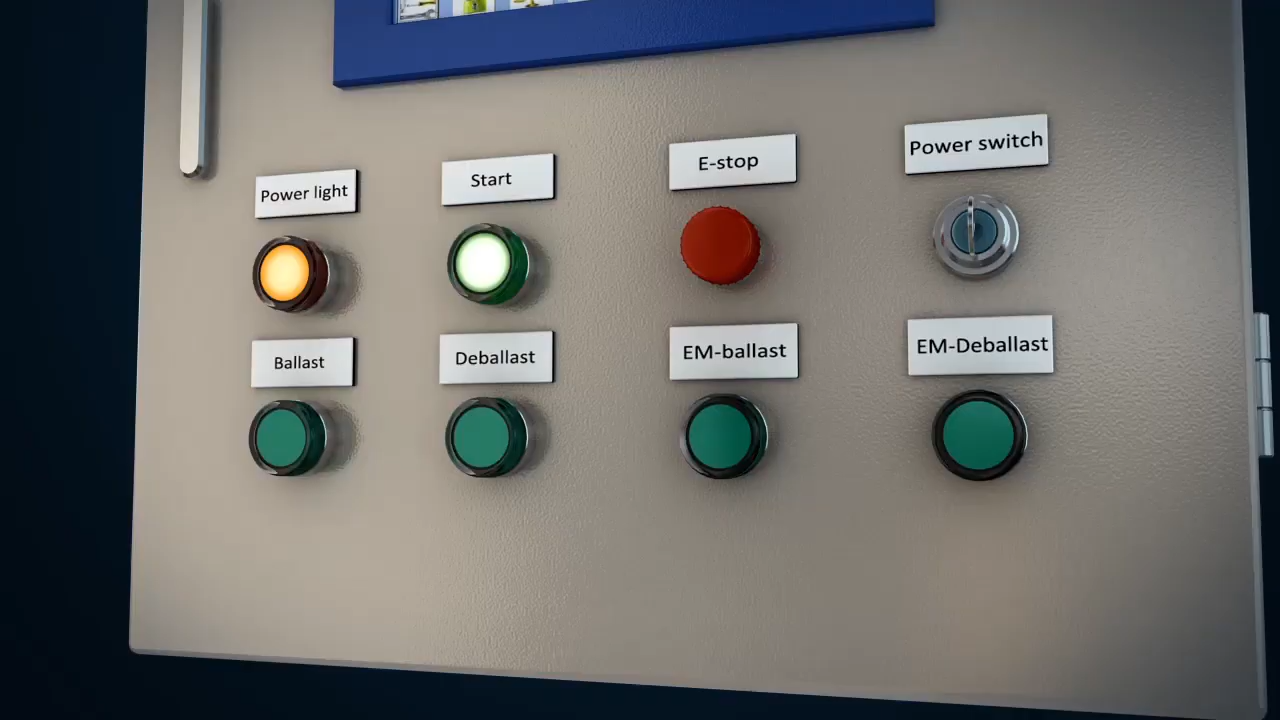 Power light
Start
E-stop
Power switch
Ballast
Deballast
EM-ballast
EM-Deballast